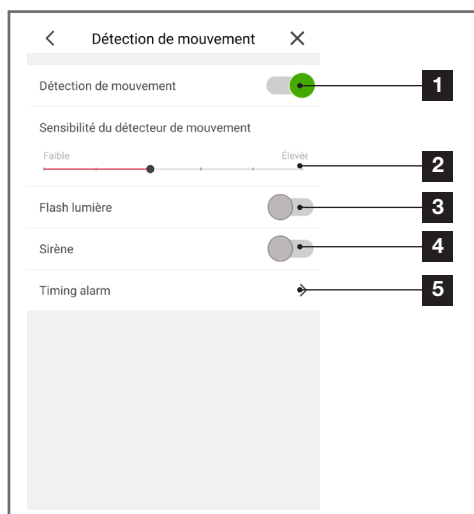 Détection de mouvement
Détection de mouvement
1
Sensibilité du détecteur de mouvement
Faible
Élevée
2
Flash lumière
3
Sirène
4
Timing alarm
5